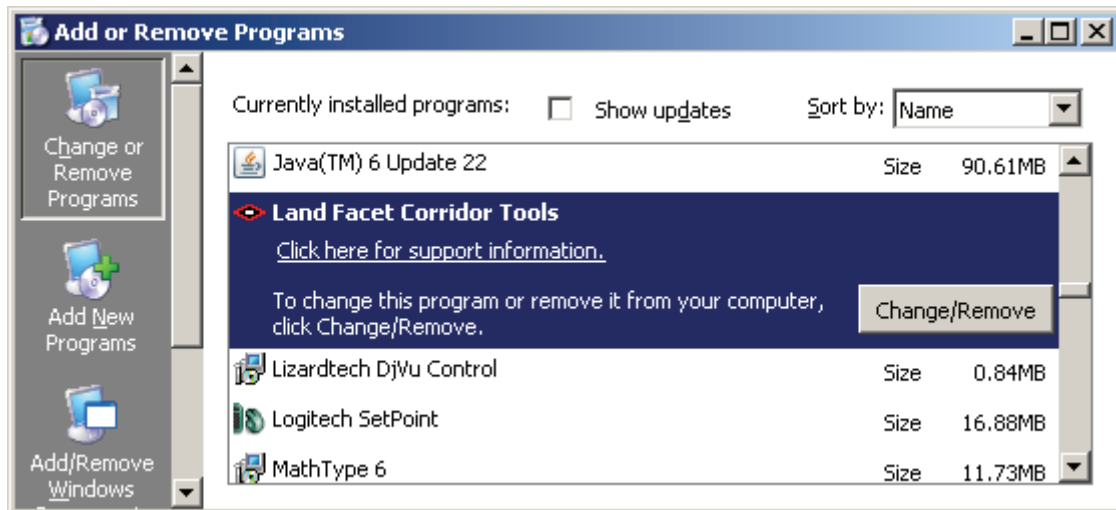 Add or Remove Programs
Change or
Remove
Programs
Add New
Programs
Add/Remove
Windows
Currently installed programs:
Show updates
Sort by:
Name
Java(TM) 6 Update 22 Size 90.61MB
Land Facet Corridor Tools
Click here for support information.
To change this program or remove it from your computer,
click Change/Remove.
Change/Remove
Lizardtech DjVu Control Size 0.84MB
Logitech SetPoint Size 16.88MB
MathType 6 Size 11.73MB